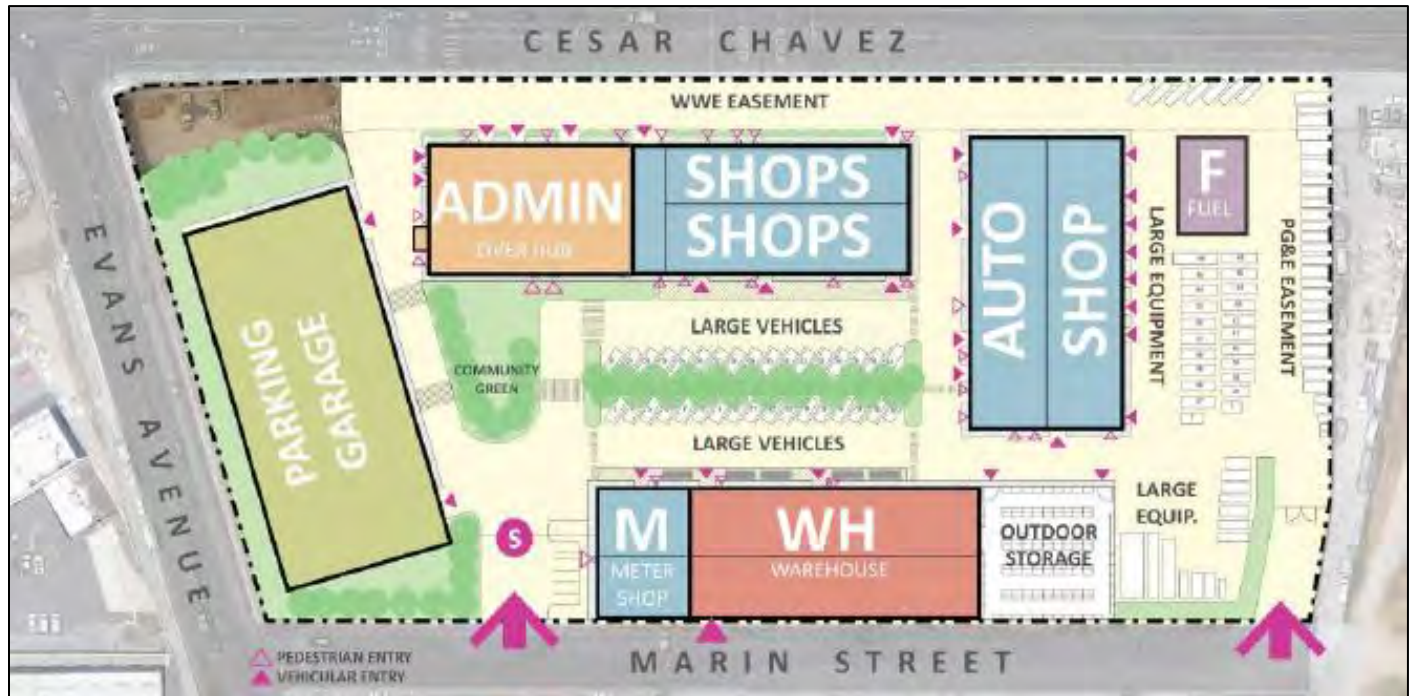 CESAR CHAVEZ
WWE EASEMENT
ADMIN
SHOPS
SHOPS
AUTO
SHOP
F
FUEL
LARGE EQUIPMENT
PG&E EASEMENT
EVANS AVENUE
PARKING
GARAGE
COMMUNITY
GREEN
LARGE VEHICLES
LARGE VEHICLES
S
M
METER
SHOP
WH
WAREHOUSE
OUTDOOR
STORAGE
LARGE
EQUIP.
PEDESTRIAN ENTRY
VEHICULAR ENTRY
MARIN STREET